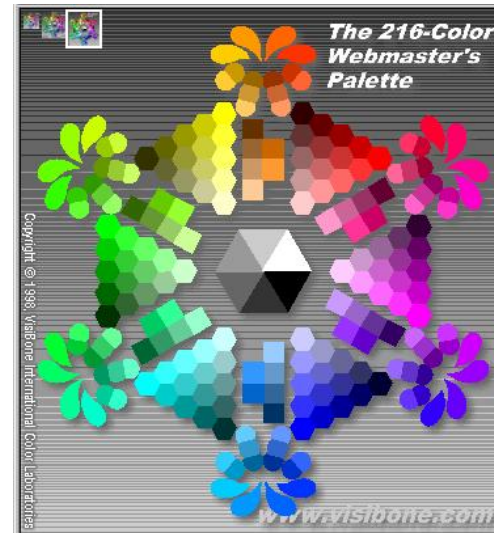 The 216-Color
Webmaster's
Palette
Copyright © 1998, VisiBone International Color Laboratories
www.visibone.com